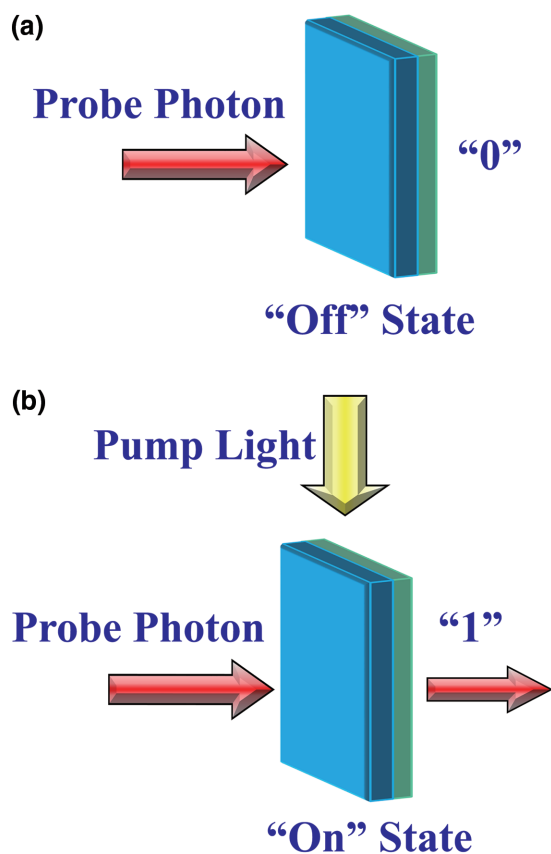 (a)
Probe Photon
“0”
“Off” State
(b)
Pump Light
Probe Photon
“1”
“On” State